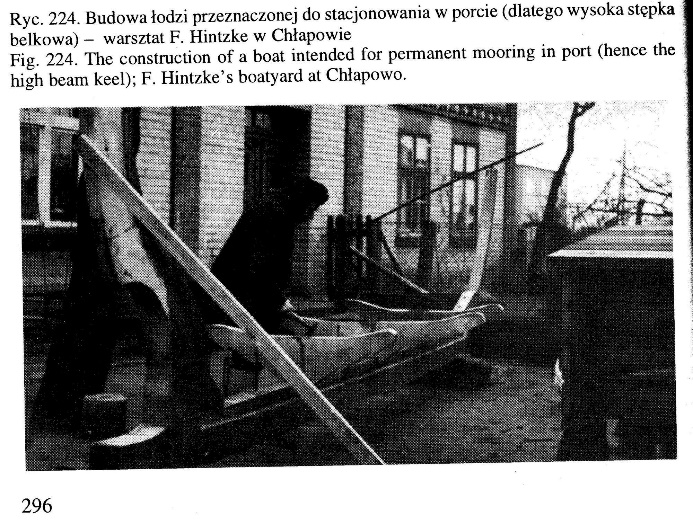 Ryc. 224. Budowa łodzi przeznaczonej do stacjonowania w porcie (dlatego wysoka stępka
belkowa) – warsztat F. Hintzke w Chłapowie
Fig. 224. The construction of a boat intended for permanent mooring in port (hence the
high beam keel); F. Hintzke's boatyard at Chłapowo.
296